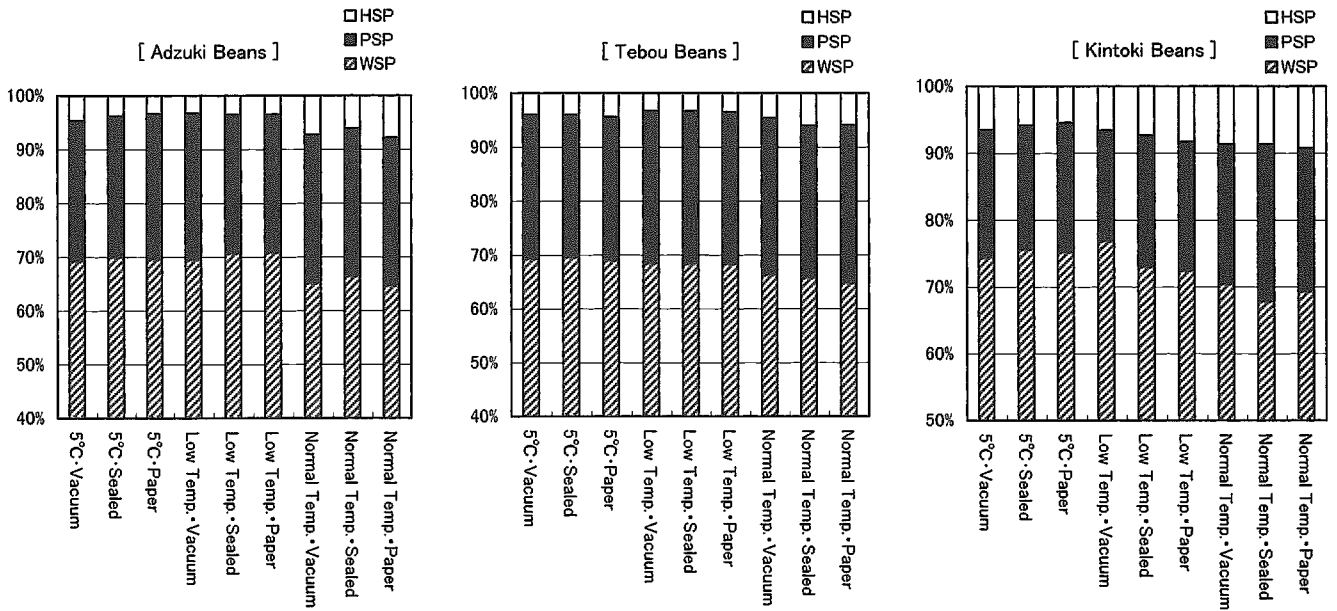 HSP
PSP
WSP
[ Adzuki Beans ]
100%
90%
80%
70%
60%
50%
40%
5℃・Vacuum
5℃・Sealed
5℃・Paper
Low Temp.・Vacuum
Low Temp.・Sealed
Low Temp.・Paper
Normal Temp.・Vacuum
Normal Temp.・Sealed
Normal Temp.・Paper
HSP
PSP
WSP
[ Tebou Beans ]
100%
90%
80%
70%
60%
50%
40%
5℃・Vacuum
5℃・Sealed
5℃・Paper
Low Temp.・Vacuum
Low Temp.・Sealed
Low Temp.・Paper
Normal Temp.・Vacuum
Normal Temp.・Sealed
Normal Temp.・Paper
HSP
PSP
WSP
[ Kintoki Beans ]
100%
90%
80%
70%
60%
50%
5℃・Vacuum
5℃・Sealed
5℃・Paper
Low Temp.・Vacuum
Low Temp.・Sealed
Low Temp.・Paper
Normal Temp.・Vacuum
Normal Temp.・Sealed
Normal Temp.・Paper